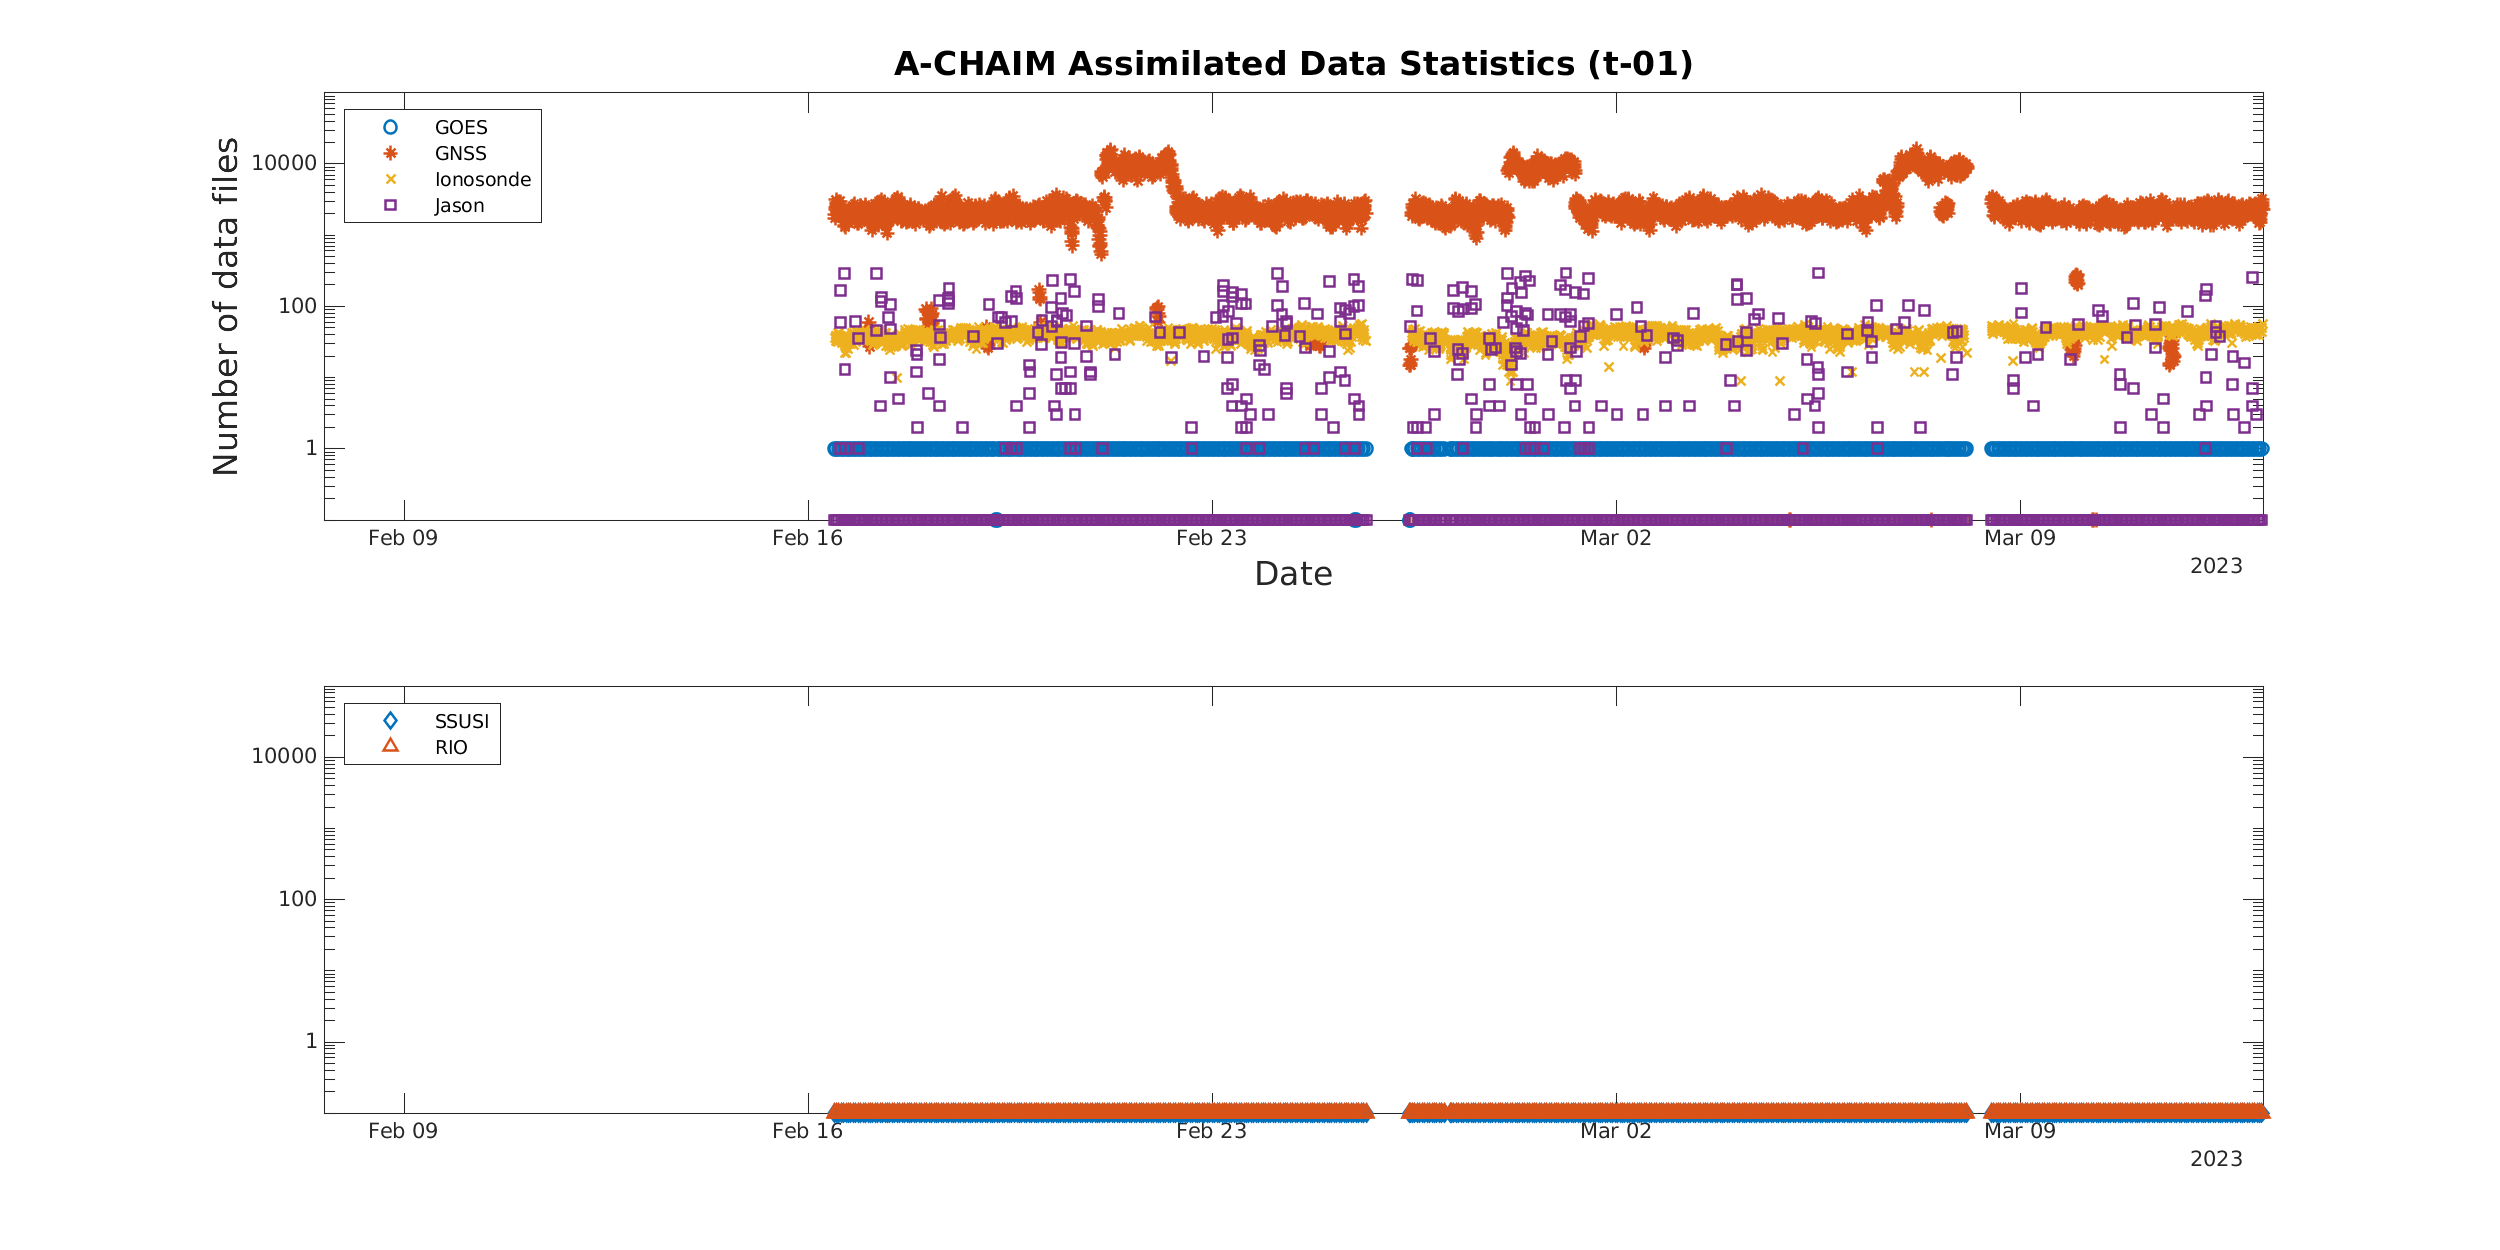 A-CHAIM Assimilated Data Statistics (t-01)
GOES
GNSS
Ionosonde
Jason
Number of data files
10000
100
1
Feb 09
Feb 16
Feb 23
Mar 02
Mar 09
2023
Date
SSUSI
RIO
10000
100
1
Feb 09
Feb 16
Feb 23
Mar 02
Mar 09
2023